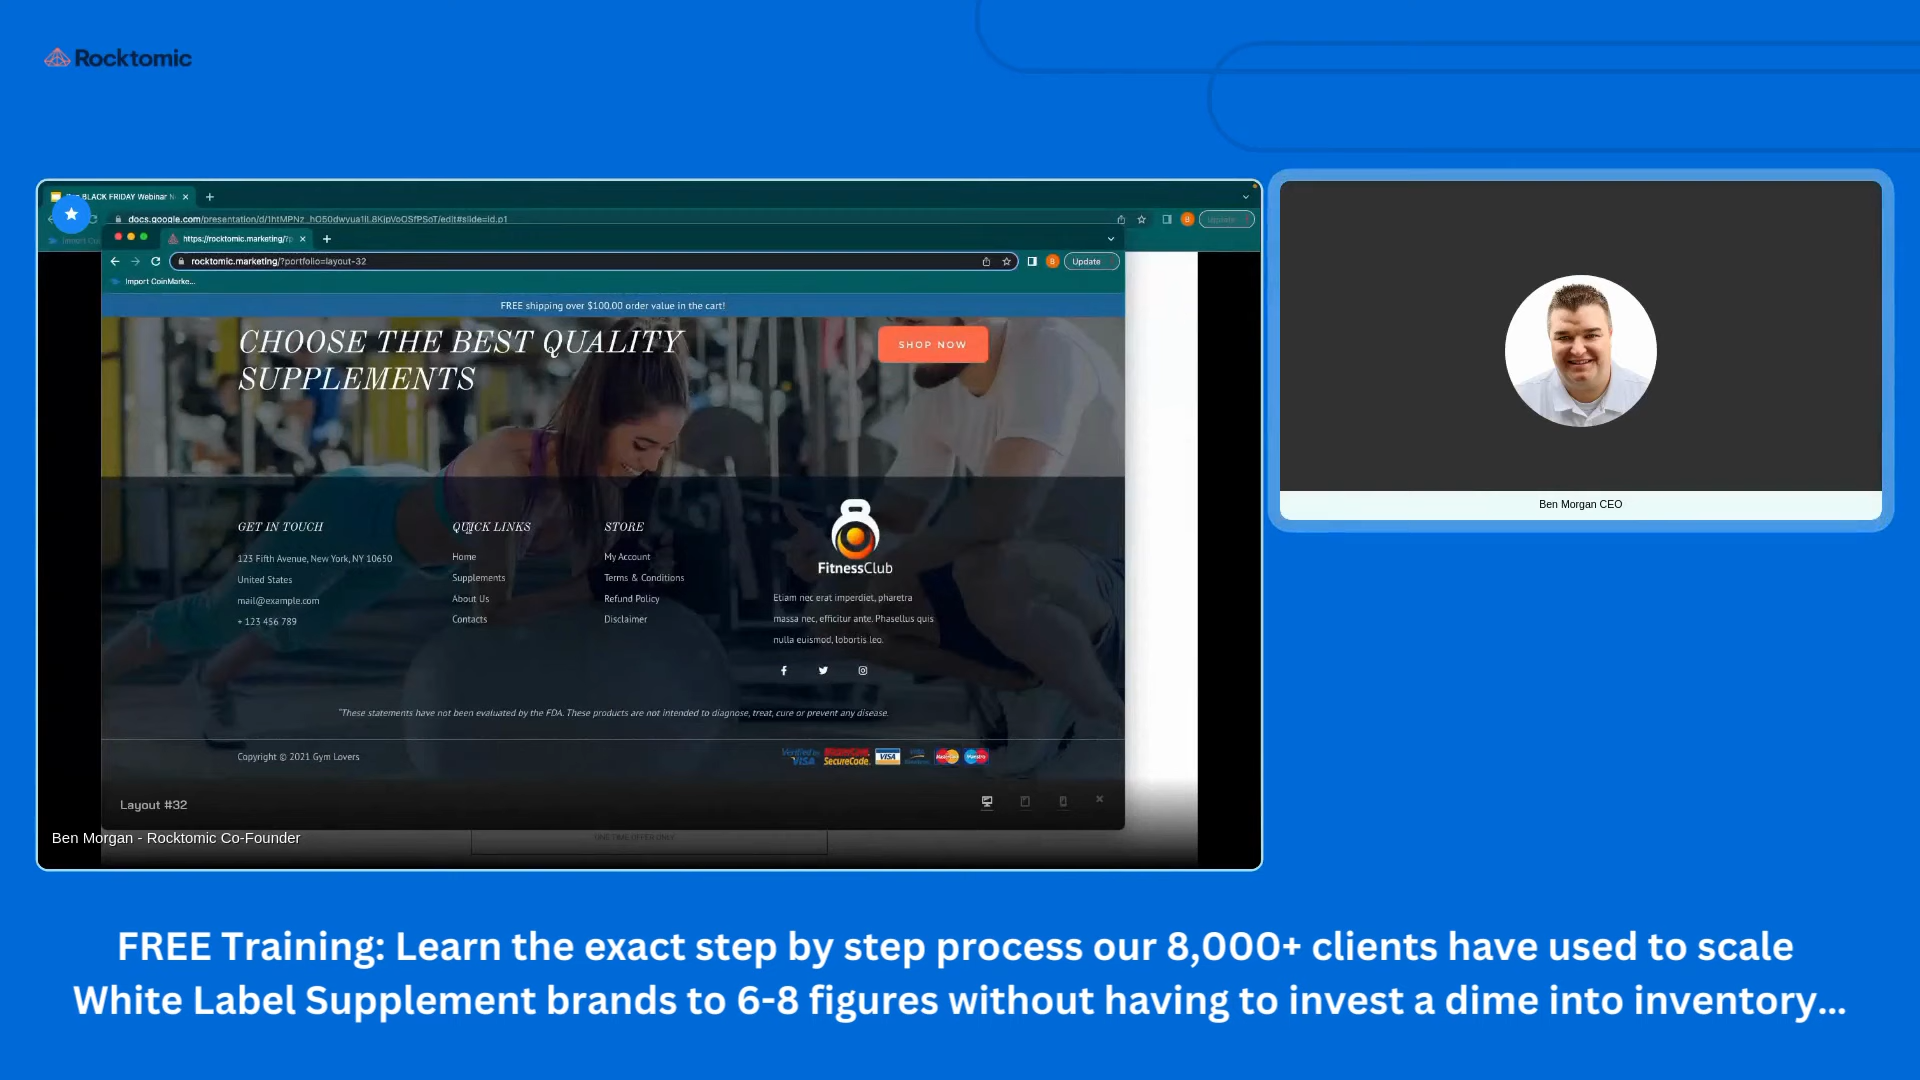 Rocktomic
BLACK FRIDAY Webinar
docs.google.com/presentation/d/
https://rocktomic.marketing/?p
rocktomic.marketing/?portfolio=layout-32
Update
Import CoinMarke...
FREE shipping over $100.00 order value in the cart!
CHOOSE THE BEST QUALITY
SUPPLEMENTS
SHOP NOW
GET IN TOUCH
123 Fifth Avenue, New York, NY 10650
United States
mail@example.com
+ 123 456 789
QUICK LINKS
Home
Supplements
About Us
Contacts
STORE
My Account
Terms & Conditions
Refund Policy
Disclaimer
FitnessClub
Etiam nec erat imperdiet, pharetra
massa nec, efficitur ante. Phasellus quis
nulla euismod, lobortis leo.
"These statements have not been evaluated by the FDA. These products are not intended to diagnose, treat, cure or prevent any disease.
Copyright © 2021 Gym Lovers
Verified by
VISA
SecureCode.
VISA
MasterCard
Maestro
Layout #32
ONE TIME OFFER ONLY
Ben Morgan - Rocktomic Co-Founder
Ben Morgan CEO
FREE Training: Learn the exact step by step process our 8,000+ clients have used to scale
White Label Supplement brands to 6-8 figures without having to invest a dime into inventory...